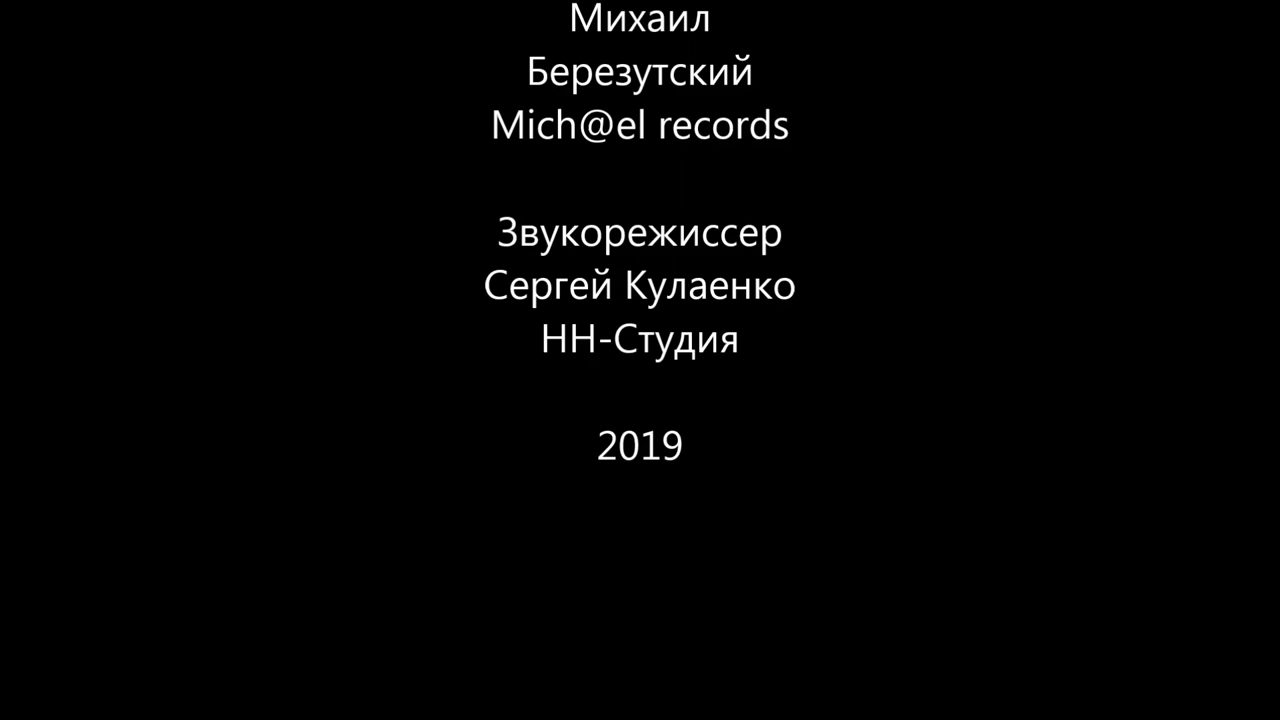 Михаил
Березутский
Mich@el records
Звукорежиссер
Сергей Кулаенко
НН-Студия
2019